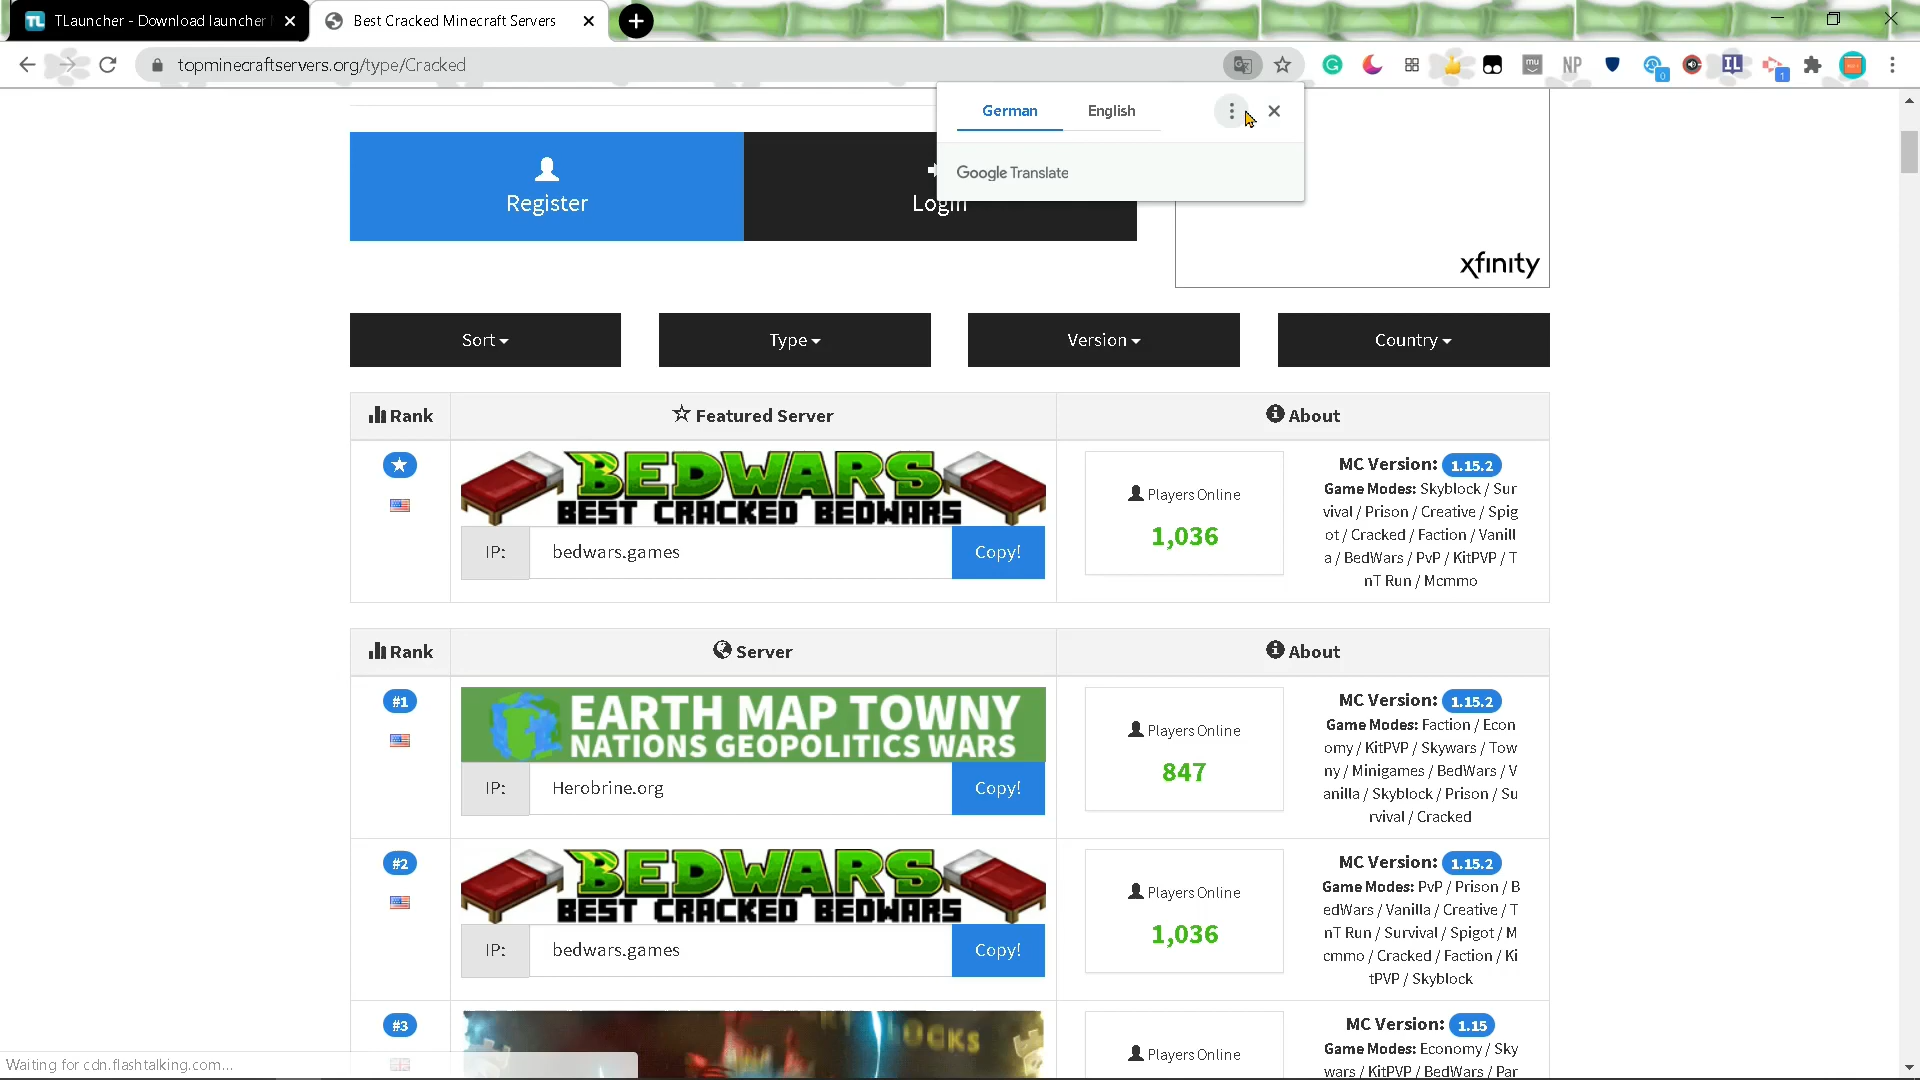 TLauncher - Download launcher
Best Cracked Minecraft Servers
topminecraftservers.org/type/Cracked
mu
NP
0
IL
1
German
English
Google Translate
Register
Login
xfinity
Sort
Type
Version
Country
Rank
Featured Server
About
BEDWARS
BEST CRACKED BEDWARS
IP:
bedwars.games
Copy!
Players Online
1,036
MC Version: 1.15.2
Game Modes: Skyblock / Sur
vival / Prison / Creative / Spig
ot / Cracked / Faction / Vanill
a / BedWars / PvP / KitPVP / T
nT Run / Mcmmo
Rank
Server
About
#1
EARTH MAP TOWNY
NATIONS GEOPOLITICS WARS
IP:
Herobrine.org
Copy!
Players Online
847
MC Version: 1.15.2
Game Modes: Faction / Econ
omy / KitPVP / Skywars / Tow
ny / Minigames / BedWars / V
anilla / Skyblock / Prison / Su
rvival / Cracked
#2
BEDWARS
BEST CRACKED BEDWARS
IP:
bedwars.games
Copy!
Players Online
1,036
MC Version: 1.15.2
Game Modes: PvP / Prison / B
edWars / Vanilla / Creative / T
nT Run / Survival / Spigot / M
cmmo / Cracked / Faction / Ki
tPVP / Skyblock
#3
Players Online
MC Version: 1.15
Game Modes: Economy / Sky
wars / KitPVP / BedWars / Par
Waiting for cdn.flashtalking.com...